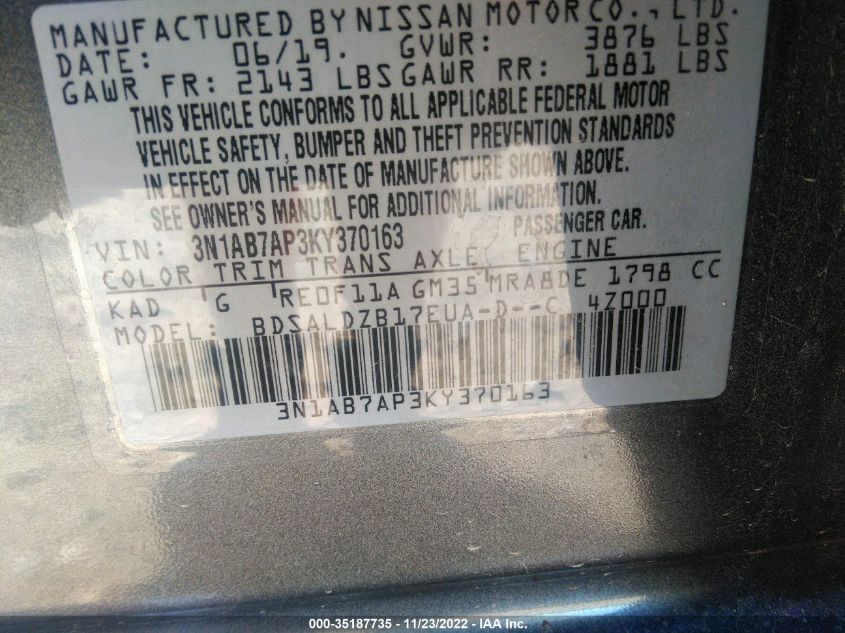 MANUFACTURED BY NISSAN MOTOR CO., LTD.
DATE: 06/19. GVWR: 3876 LBS
GAWR FR: 2143 LBS GAWR RR: 1881 LBS
THIS VEHICLE CONFORMS TO ALL APPLICABLE FEDERAL MOTOR
VEHICLE SAFETY, BUMPER AND THEFT PREVENTION STANDARDS
IN EFFECT ON THE DATE OF MANUFACTURE SHOWN ABOVE.
SEE OWNER'S MANUAL FOR ADDITIONAL INFORMATION.
VIN: 3N1AB7AP3KY370163 PASSENGER CAR.
COLOR TRIM TRANS AXLE ENGINE
KAD G RE0F11A GM35 MRA8DE 1798 CC
MODEL: BDSALDZB17EUA-D--C 4Z000
3N1AB7AP3KY370163
000-35187735 - 11/23/2022 - IAA Inc.